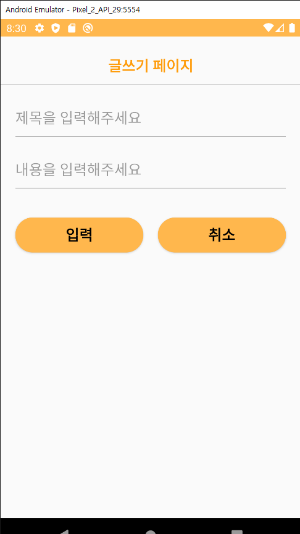 Android Emulator - Pixel_2_API_29:5554
8:30
글쓰기 페이지
제목을 입력해주세요
내용을 입력해주세요
입력 취소